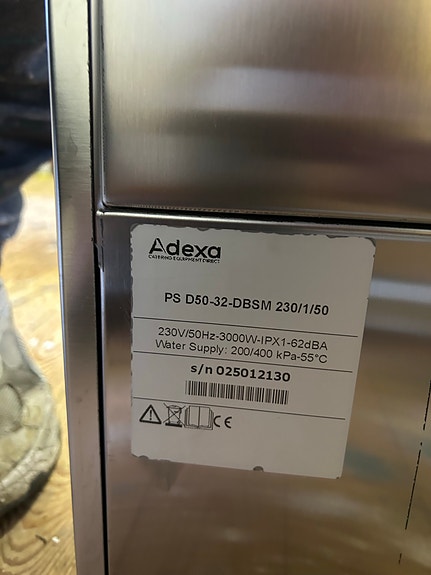 Adexa
CATERING EQUIPMENT DIRECT
PS D50-32-DBSM 230/1/50
230V/50Hz-3000W-IPX1-62dBA
Water Supply: 200/400 kPa-55°C
s/n 025012130
CE